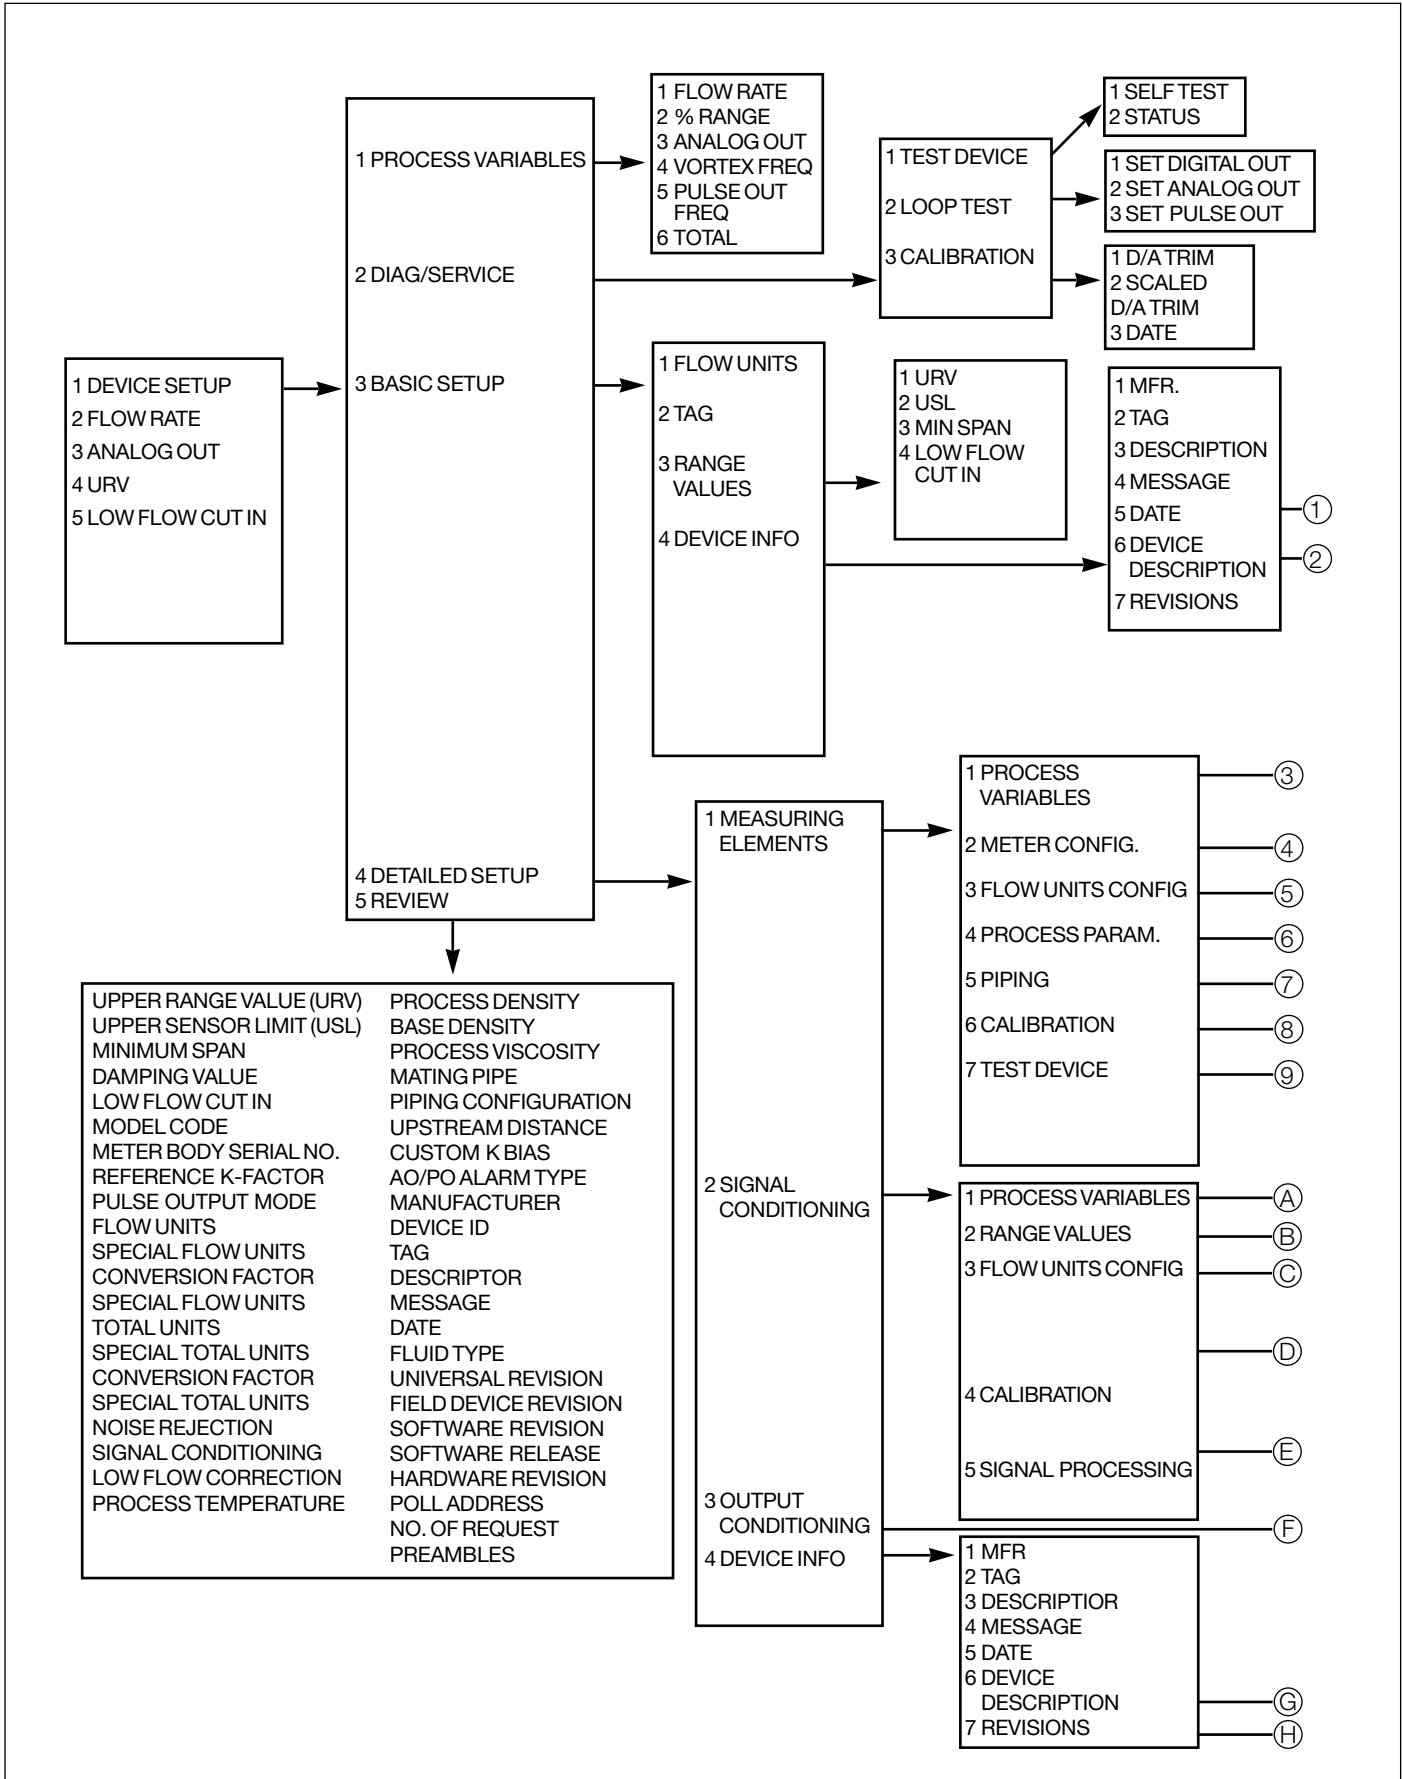 1 DEVICE SETUP
2 FLOW RATE
3 ANALOG OUT
4 URV
5 LOW FLOW CUT IN
1 PROCESS VARIABLES
2 DIAG/SERVICE
3 BASIC SETUP
4 DETAILED SETUP
5 REVIEW
1 FLOW RATE
2 % RANGE
3 ANALOG OUT
4 VORTEX FREQ
5 PULSE OUT
FREQ
6 TOTAL
1 TEST DEVICE
2 LOOP TEST
3 CALIBRATION
1 SELF TEST
2 STATUS
1 SET DIGITAL OUT
2 SET ANALOG OUT
3 SET PULSE OUT
1 D/A TRIM
2 SCALED
D/A TRIM
3 DATE
1 FLOW UNITS
2 TAG
3 RANGE
VALUES
4 DEVICE INFO
1 URV
2 USL
3 MIN SPAN
4 LOW FLOW
CUT IN
1 MFR.
2 TAG
3 DESCRIPTION
4 MESSAGE
5 DATE
6 DEVICE
DESCRIPTION
7 REVISIONS
1
2
1 MEASURING
ELEMENTS
2 SIGNAL
CONDITIONING
3 OUTPUT
CONDITIONING
4 DEVICE INFO
1 PROCESS
VARIABLES
2 METER CONFIG.
3 FLOW UNITS CONFIG
4 PROCESS PARAM.
5 PIPING
6 CALIBRATION
7 TEST DEVICE
3
4
5
6
7
8
9
1 PROCESS VARIABLES
2 RANGE VALUES
3 FLOW UNITS CONFIG
4 CALIBRATION
5 SIGNAL PROCESSING
A
B
C
D
E
F
1 MFR
2 TAG
3 DESCRIPTIOR
4 MESSAGE
5 DATE
6 DEVICE
DESCRIPTION
7 REVISIONS
G
H
UPPER RANGE VALUE (URV)
UPPER SENSOR LIMIT (USL)
MINIMUM SPAN
DAMPING VALUE
LOW FLOW CUT IN
MODEL CODE
METER BODY SERIAL NO.
REFERENCE K-FACTOR
PULSE OUTPUT MODE
FLOW UNITS
SPECIAL FLOW UNITS
CONVERSION FACTOR
SPECIAL FLOW UNITS
TOTAL UNITS
SPECIAL TOTAL UNITS
CONVERSION FACTOR
SPECIAL TOTAL UNITS
NOISE REJECTION
SIGNAL CONDITIONING
LOW FLOW CORRECTION
PROCESS TEMPERATURE
PROCESS DENSITY
BASE DENSITY
PROCESS VISCOSITY
MATING PIPE
PIPING CONFIGURATION
UPSTREAM DISTANCE
CUSTOM K BIAS
AO/PO ALARM TYPE
MANUFACTURER
DEVICE ID
TAG
DESCRIPTOR
MESSAGE
DATE
FLUID TYPE
UNIVERSAL REVISION
FIELD DEVICE REVISION
SOFTWARE REVISION
SOFTWARE RELEASE
HARDWARE REVISION
POLL ADDRESS
NO. OF REQUEST
PREAMBLES